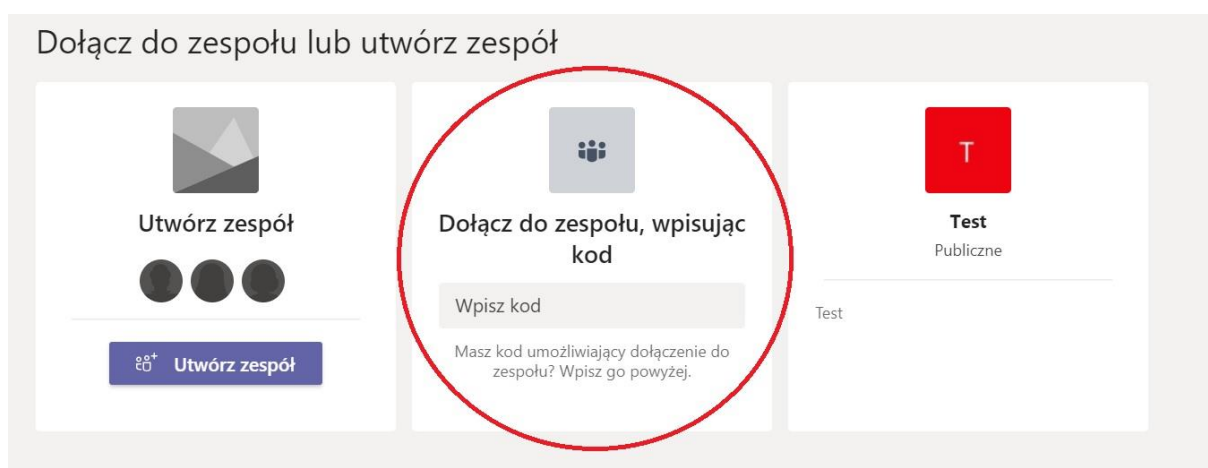 Dołącz do zespołu lub utwórz zespół
Utwórz zespół
Utwórz zespół
Dołącz do zespołu, wpisując
kod
Wpisz kod
Masz kod umożliwiający dołączenie do
zespołu? Wpisz go powyżej.
T
Test
Publiczne
Test